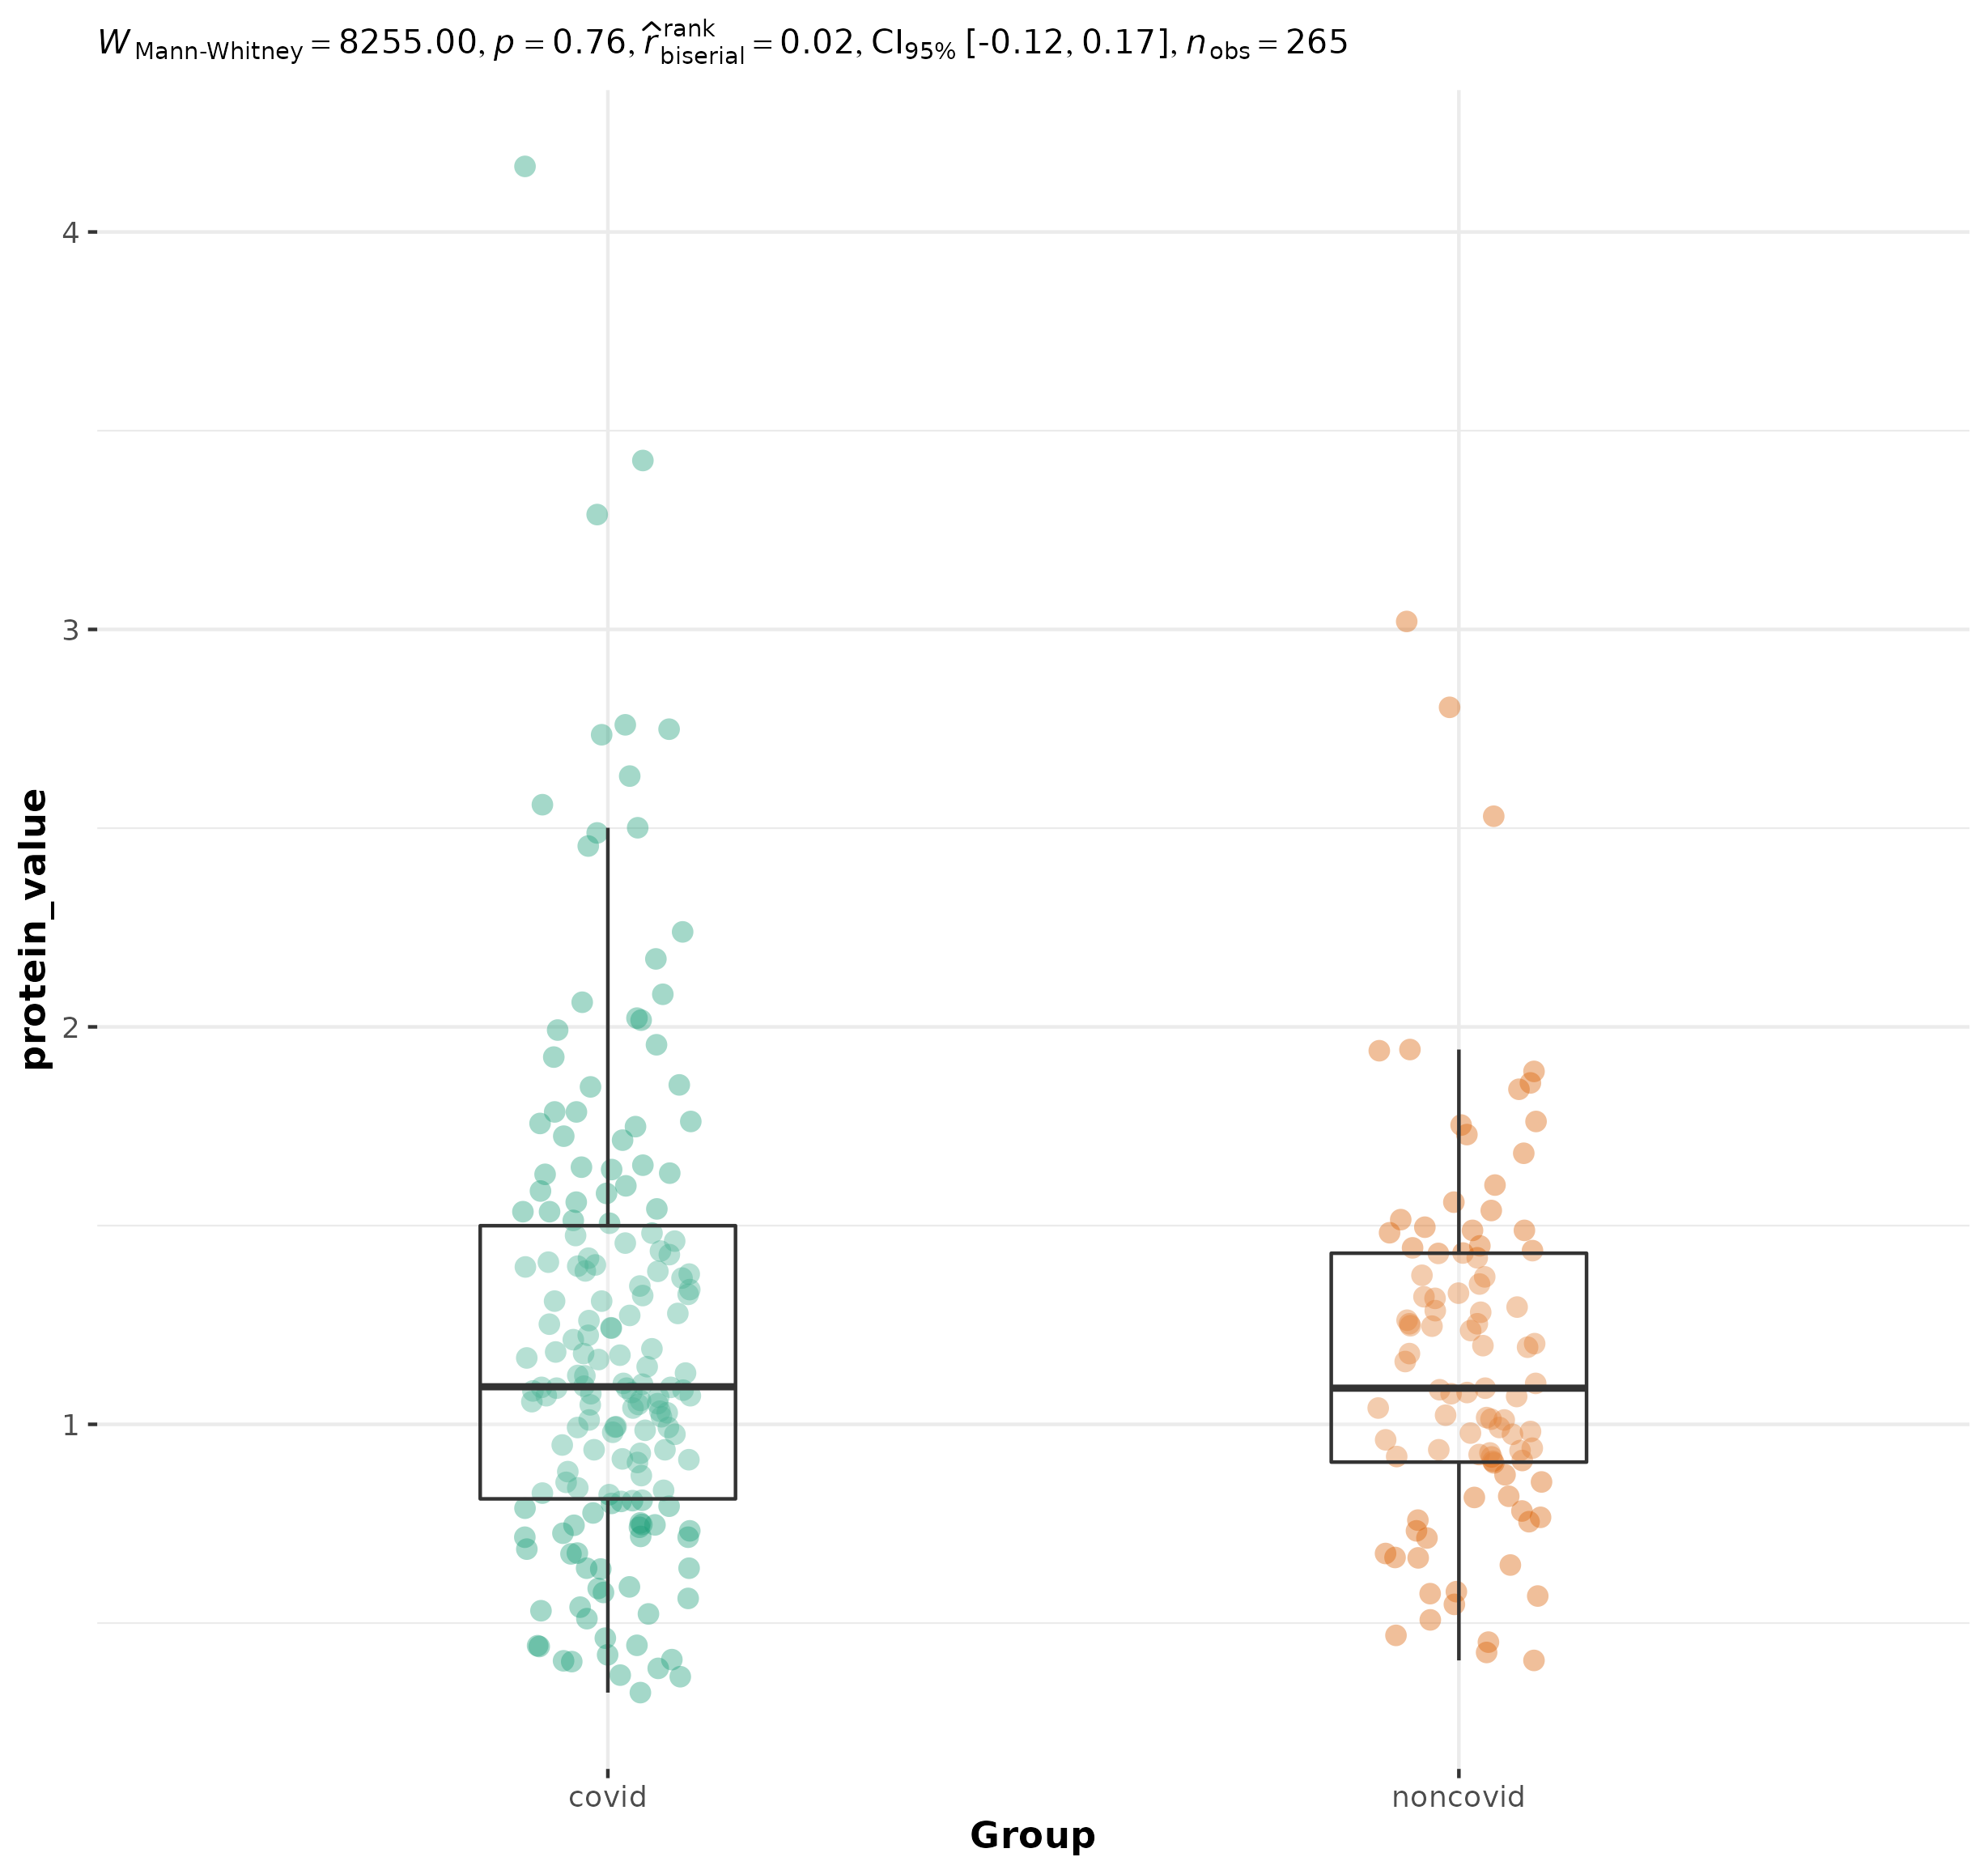 W Mann-Whitney = 8255.00, p = 0.76, r̂ rank biserial = 0.02, CI95% [-0.12, 0.17], n obs = 265
4
3
2
1
protein_value
covid noncovid
Group